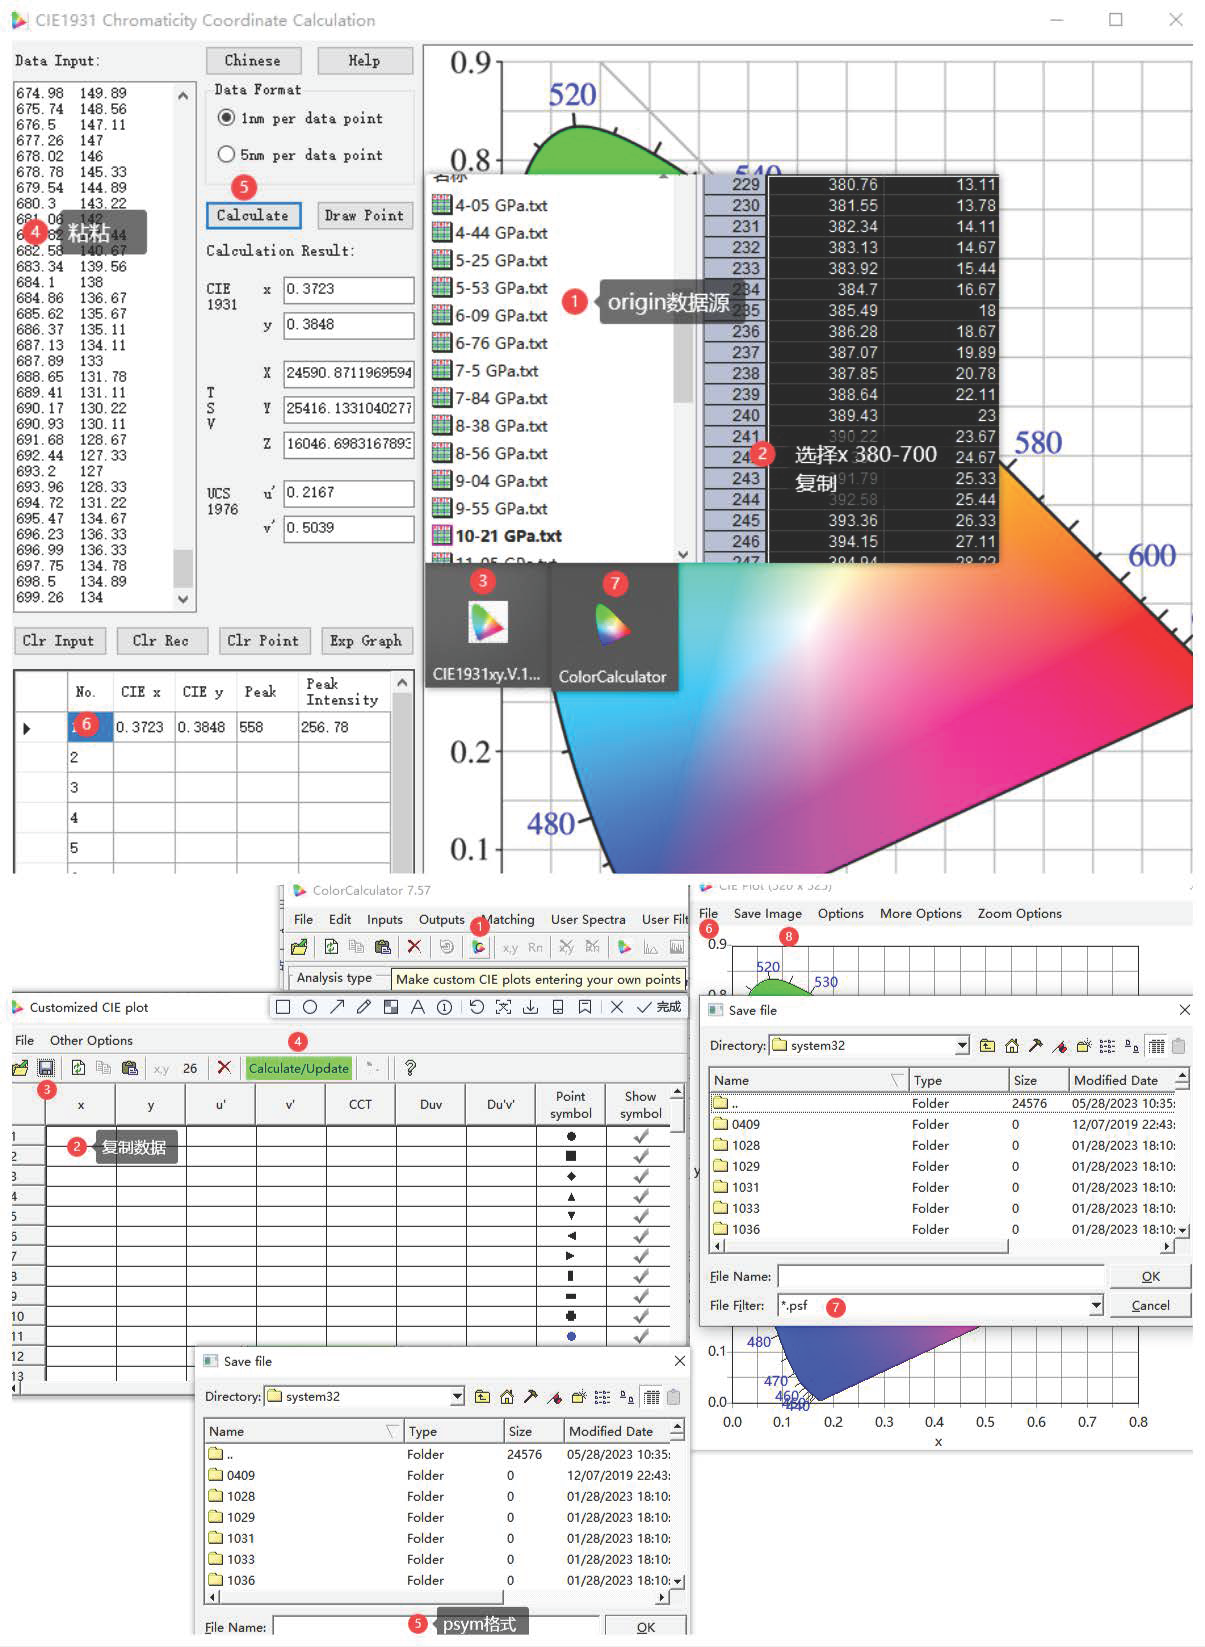 CIE1931 Chromaticity Coordinate Calculation
Data Input:
Chinese
Help
Data Format
1nm per data point
5nm per data point
5
Calculate
Draw Point
Calculation Result:
CIE 1931
x 0.3723
y 0.3848
T S V
X 24590.8711969594
Y 25416.1331040277
Z 16046.6983167893
UCS 1976
u' 0.2167
v' 0.5039
674.98 149.89
675.74 148.56
676.5 147.11
677.26 147
678.02 146
678.78 145.33
679.54 144.89
680.3 143.22
681.06 142
4 粘粘
682.58 140.67
683.34 139.56
684.1 138
684.86 136.67
685.62 135.67
686.37 135.11
687.13 134.11
687.89 133
688.65 131.78
689.41 131.11
690.17 130.22
690.93 130.11
691.68 128.67
692.44 127.33
693.2 127
693.96 128.33
694.72 131.22
695.47 134.67
696.23 136.33
696.99 136.33
697.75 134.78
698.5 134.89
699.26 134
Clr Input
Clr Rec
Clr Point
Exp Graph
No. CIE x CIE y Peak Peak Intensity
6 0.3723 0.3848 558 256.78
2
3
4
5
0.9
520
0.8
540
580
600
0.2
480
0.1
名称
4-05 GPa.txt
4-44 GPa.txt
5-25 GPa.txt
5-53 GPa.txt
6-09 GPa.txt
6-76 GPa.txt
7-5 GPa.txt
7-84 GPa.txt
8-38 GPa.txt
8-56 GPa.txt
9-04 GPa.txt
9-55 GPa.txt
10-21 GPa.txt
11-05 GPa.txt
1 origin数据源
229 380.76 13.11
230 381.55 13.78
231 382.34 14.11
232 383.13 14.67
233 383.92 15.44
234 384.7 16.67
235 385.49 18
236 386.28 18.67
237 387.07 19.89
238 387.85 20.78
239 388.64 22.11
240 389.43 23
241 390.22 23.67
24.67
243 391.79 25.33
244 392.58 25.44
245 393.36 26.33
246 394.15 27.11
247 394.94 28.22
2 选择x 380-700
复制
3
CIE1931xy.V.1...
7
ColorCalculator
ColorCalculator 7.57
File Edit Inputs Outputs Matching User Spectra User Filt
1
x,y Rn
Analysis type
Make custom CIE plots entering your own points
Customized CIE plot
完成
File Other Options
4
x,y 26
Calculate/Update
3
x y u' v' CCT Duv Du'v' Point symbol Show symbol
1
2
3
4
5
6
7
8
9
10
11
12
13
2 复制数据
Save file
Directory: system32
Name Type Size Modified Date
.. Folder 24576 05/28/2023 10:35:
0409 Folder 0 12/07/2019 22:43:
1028 Folder 0 01/28/2023 18:10:
1029 Folder 0 01/28/2023 18:10:
1031 Folder 0 01/28/2023 18:10:
1033 Folder 0 01/28/2023 18:10:
1036 Folder 0 01/28/2023 18:10:
File Name:
5 psym格式
OK
CIE Plot (520 x 525)
File Save Image Options More Options Zoom Options
6
8
0.9
520
530
0.8
y
Save file
Directory: system32
Name Type Size Modified Date
.. Folder 24576 05/28/2023 10:35:
0409 Folder 0 12/07/2019 22:43:
1028 Folder 0 01/28/2023 18:10:
1029 Folder 0 01/28/2023 18:10:
1031 Folder 0 01/28/2023 18:10:
1033 Folder 0 01/28/2023 18:10:
1036 Folder 0 01/28/2023 18:10:
File Name:
OK
File Filter: *.psf
7
Cancel
480
0.1
470
460
0.0
0.0 0.1 0.2 0.3 0.4 0.5 0.6 0.7 0.8
x